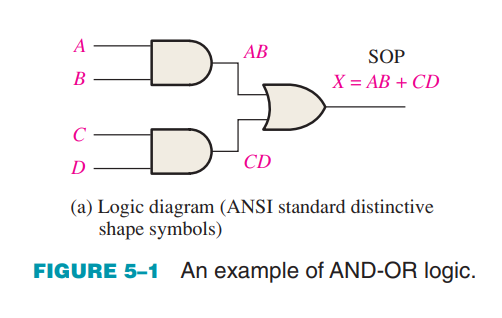 A
B
AB
SOP
X = AB + CD
C
D
CD
(a) Logic diagram (ANSI standard distinctive
shape symbols)
FIGURE 5–1 An example of AND-OR logic.